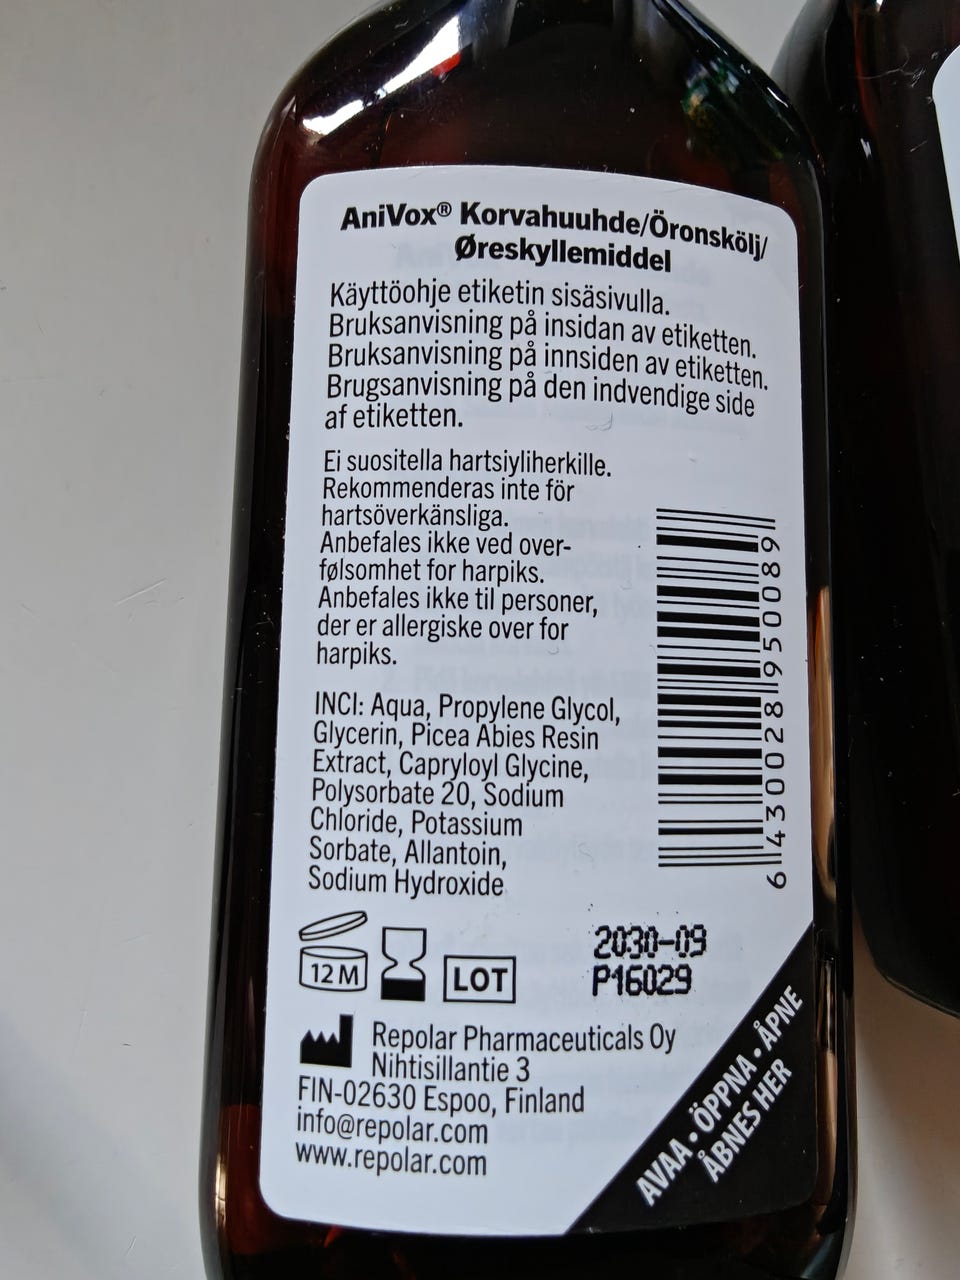 AniVox® Korvahuuhde/Öronskölj/
Øreskyllemiddel
Käyttöohje etiketin sisäsivulla.
Bruksanvisning på insidan av etiketten.
Bruksanvisning på innsiden av etiketten.
Brugsanvisning på den indvendige side
af etiketten.
Ei suositella hartsiyliherkille.
Rekommenderas inte för
hartsöverkänsliga.
Anbefales ikke ved over-
følsomhet for harpiks.
Anbefales ikke til personer,
der er allergiske over for
harpiks.
INCI: Aqua, Propylene Glycol,
Glycerin, Picea Abies Resin
Extract, Capryloyl Glycine,
Polysorbate 20, Sodium
Chloride, Potassium
Sorbate, Allantoin,
Sodium Hydroxide
6 430028 950089
12 M
LOT
2030-09
P16029
Repolar Pharmaceuticals Oy
Nihtisillantie 3
FIN-02630 Espoo, Finland
info@repolar.com
www.repolar.com
AVAA • ÖPPNA • ÅPNE
ÅBNES HER